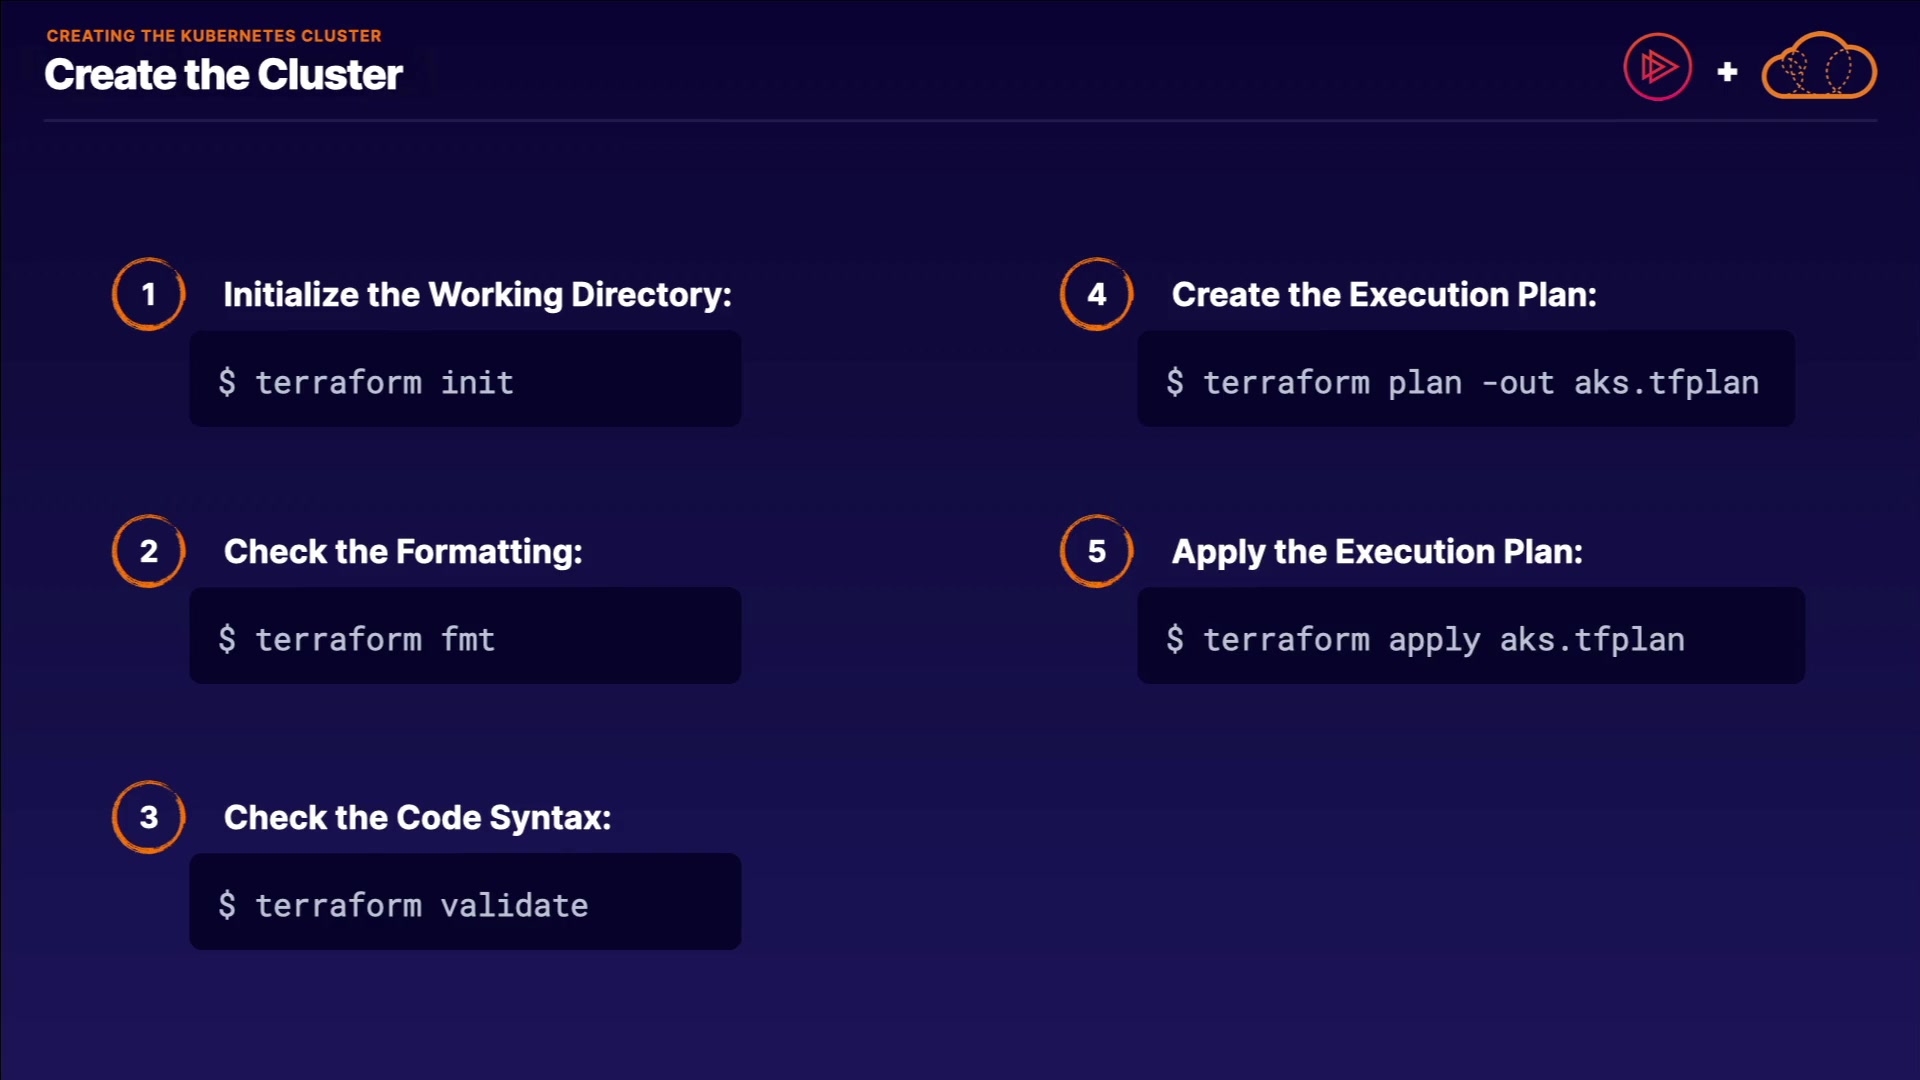 CREATING THE KUBERNETES CLUSTER
Create the Cluster
+
1
Initialize the Working Directory:
$ terraform init
2
Check the Formatting:
$ terraform fmt
3
Check the Code Syntax:
$ terraform validate
4
Create the Execution Plan:
$ terraform plan -out aks.tfplan
5
Apply the Execution Plan:
$ terraform apply aks.tfplan